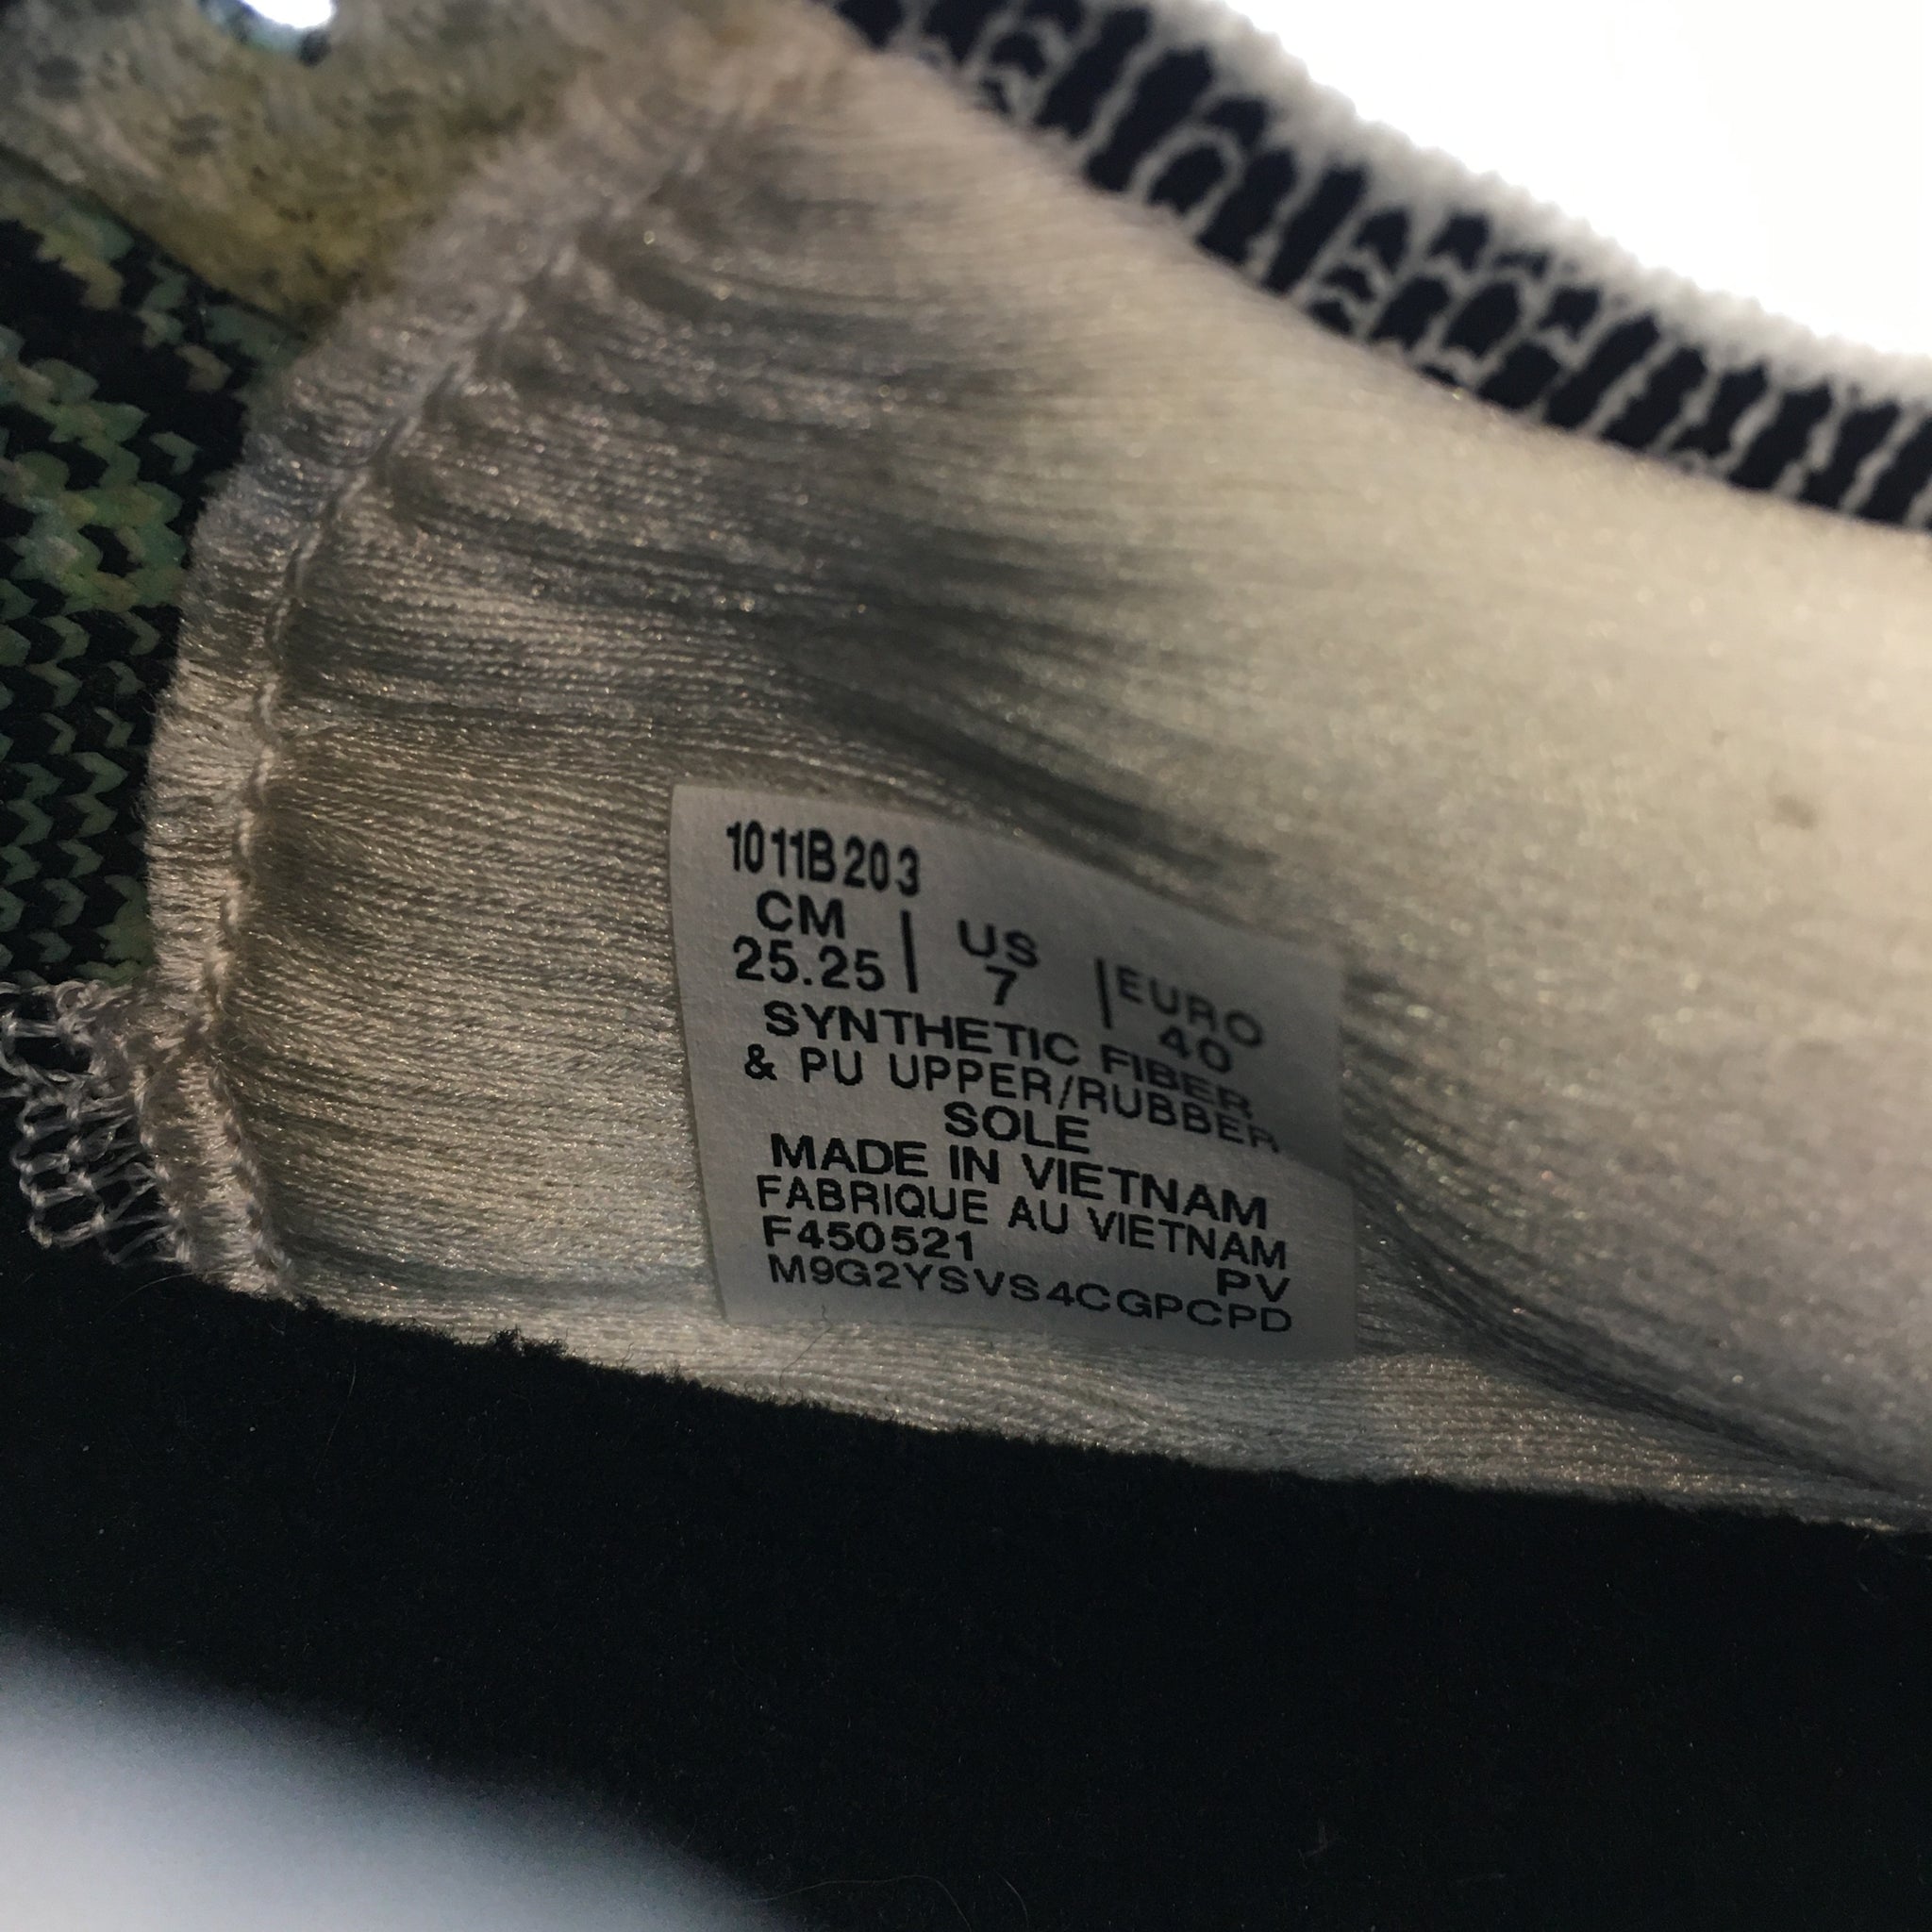 1011B203
CM | US | EURO
25.25 | 7 | 40
SYNTHETIC FIBER
& PU UPPER/RUBBER
SOLE
MADE IN VIETNAM
FABRIQUE AU VIETNAM
F450521 PV
M9G2YSVS4CGPCPD